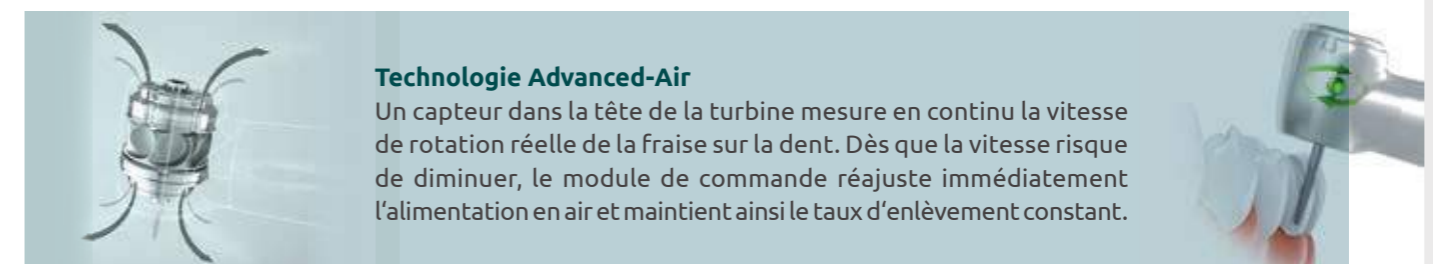 Technologie Advanced-Air
Un capteur dans la tête de la turbine mesure en continu la vitesse
de rotation réelle de la fraise sur la dent. Dès que la vitesse risque
de diminuer, le module de commande réajuste immédiatement
l‘alimentation en air et maintient ainsi le taux d‘enlèvement constant.